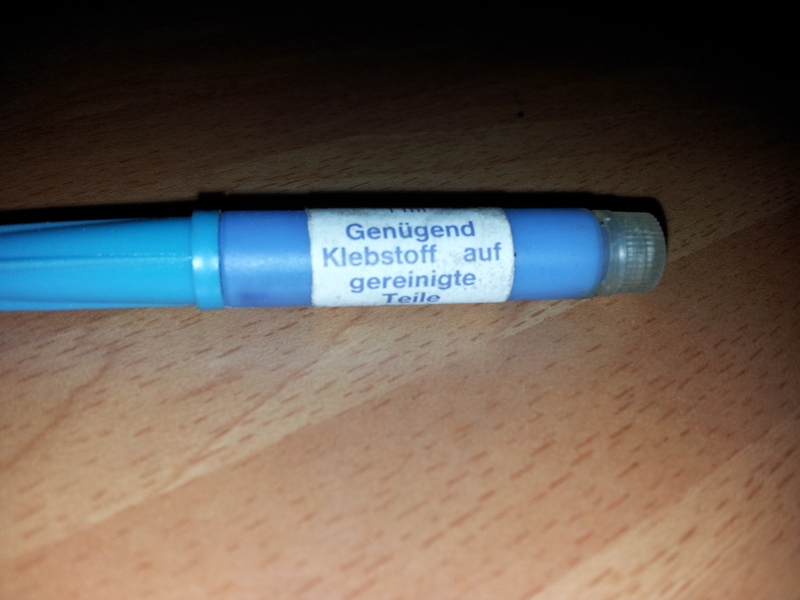 Genügend
Klebstoff auf
gereinigte
Teile